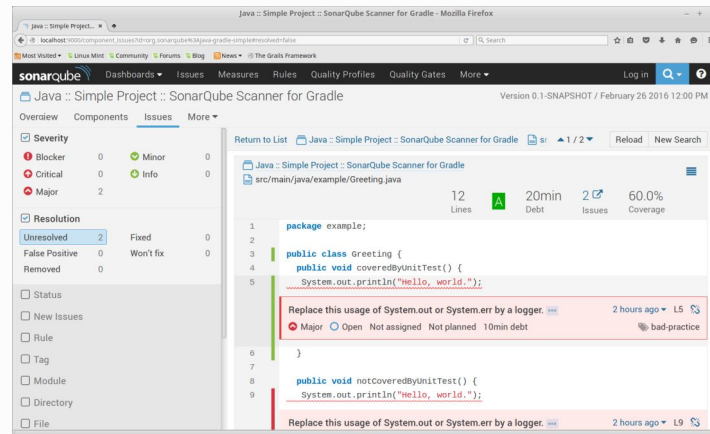 Java :: Simple Project :: SonarQube Scanner for Gradle - Mozilla Firefox
Java :: Simple Project...
localhost:9000/component_issues?id=org.sonarqube%3Ajava-gradle-simple#resolved=false
Search
Most Visited Linux Mint Community Forums Blog News The Grails Framework
sonarqube Dashboards Issues Measures Rules Quality Profiles Quality Gates More Log in
Java :: Simple Project :: SonarQube Scanner for Gradle
Version 0.1-SNAPSHOT / February 26 2016 12:00 PM
Overview Components Issues More
Severity
Blocker 0 Minor 0
Critical 0 Info 0
Major 2
Resolution
Unresolved 2 Fixed 0
False Positive 0 Won't fix 0
Removed 0
Status
New Issues
Rule
Tag
Module
Directory
File
Return to List Java :: Simple Project :: SonarQube Scanner for Gradle 1 / 2 Reload New Search
Java :: Simple Project :: SonarQube Scanner for Gradle
src/main/java/example/Greeting.java
12 A 20min 2 60.0%
Lines Debt Issues Coverage
1 package example;
2
3 public class Greeting {
4 public void coveredByUnitTest() {
5 System.out.println("Hello, world.");
Replace this usage of System.out or System.err by a logger. 2 hours ago L5
Major Open Not assigned Not planned 10min debt bad-practice
6 }
7
8 public void notCoveredByUnitTest() {
9 System.out.println("Hello, world.");
Replace this usage of System.out or System.err by a logger. 2 hours ago L9